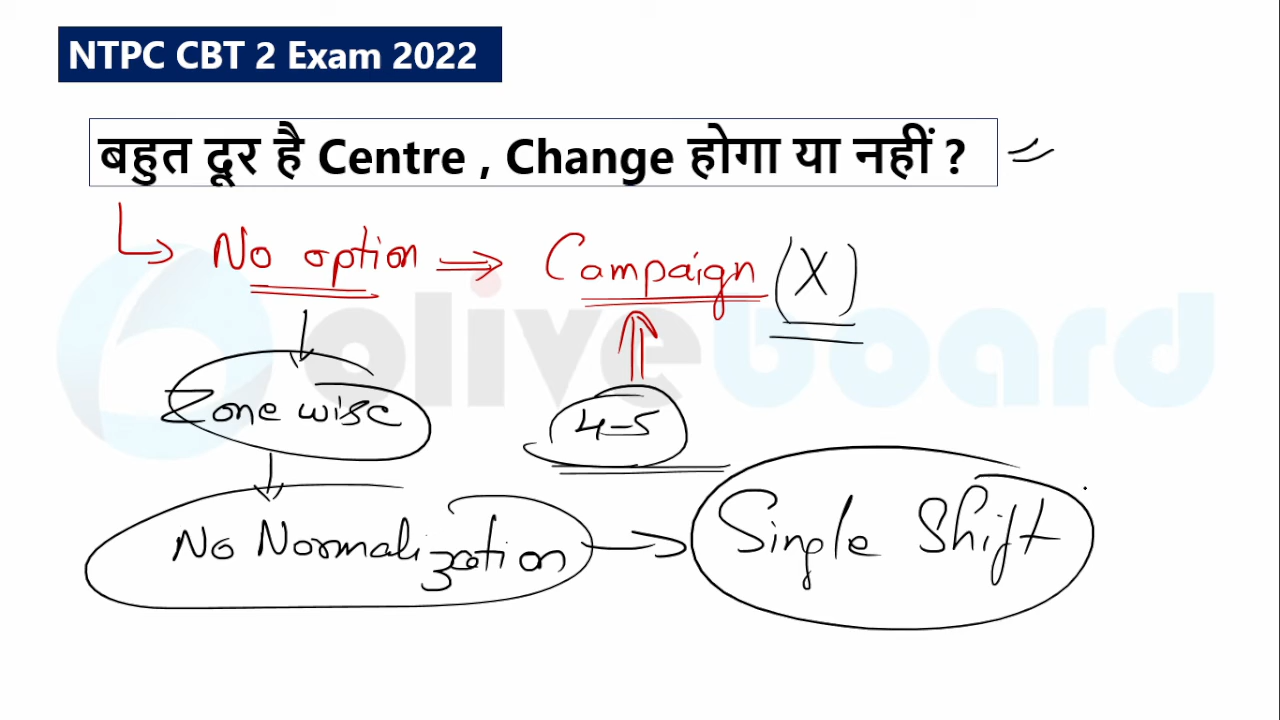 NTPC CBT 2 Exam 2022
बहुत दूर है Centre , Change होगा या नहीं ?
No option ⇒ Campaign (X)
Zone wise
4-5
No Normalization → Single Shift
oliveboard